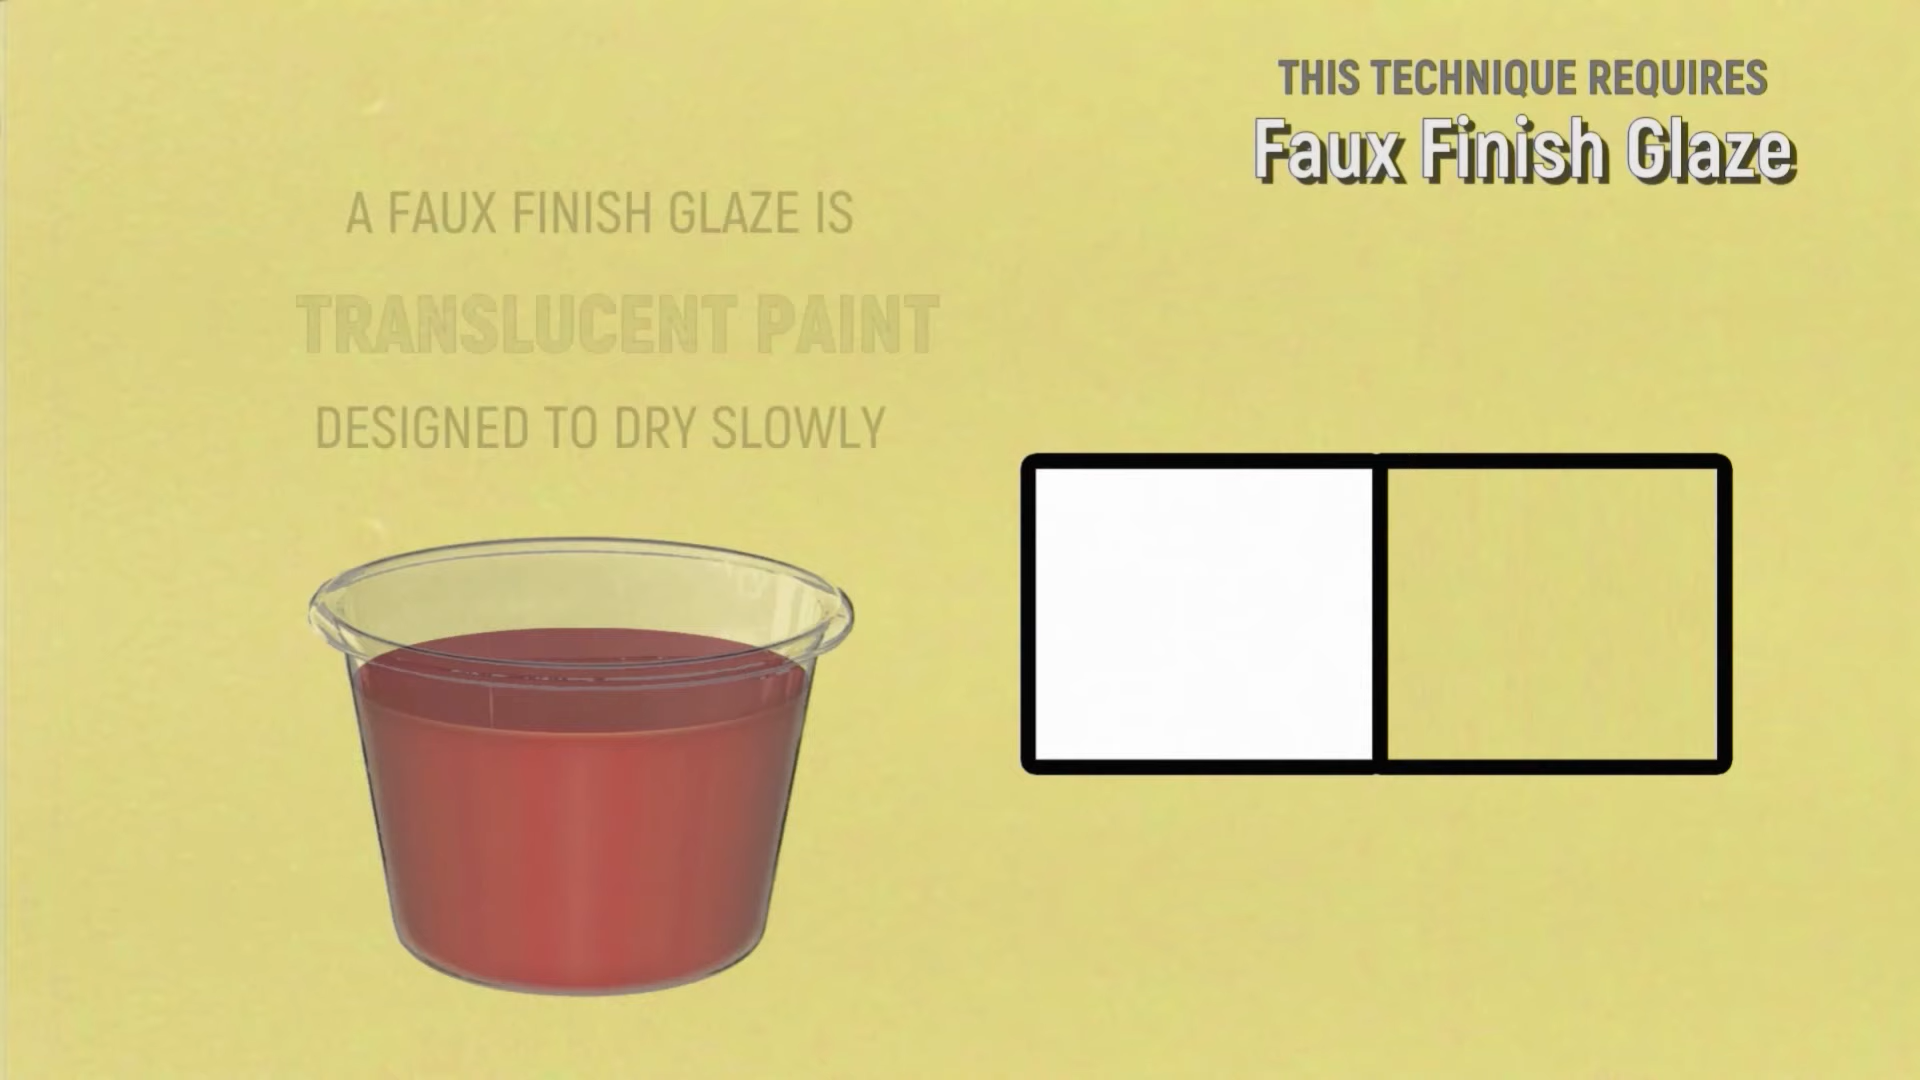 THIS TECHNIQUE REQUIRES
Faux Finish Glaze
A FAUX FINISH GLAZE IS
TRANSLUCENT PAINT
DESIGNED TO DRY SLOWLY